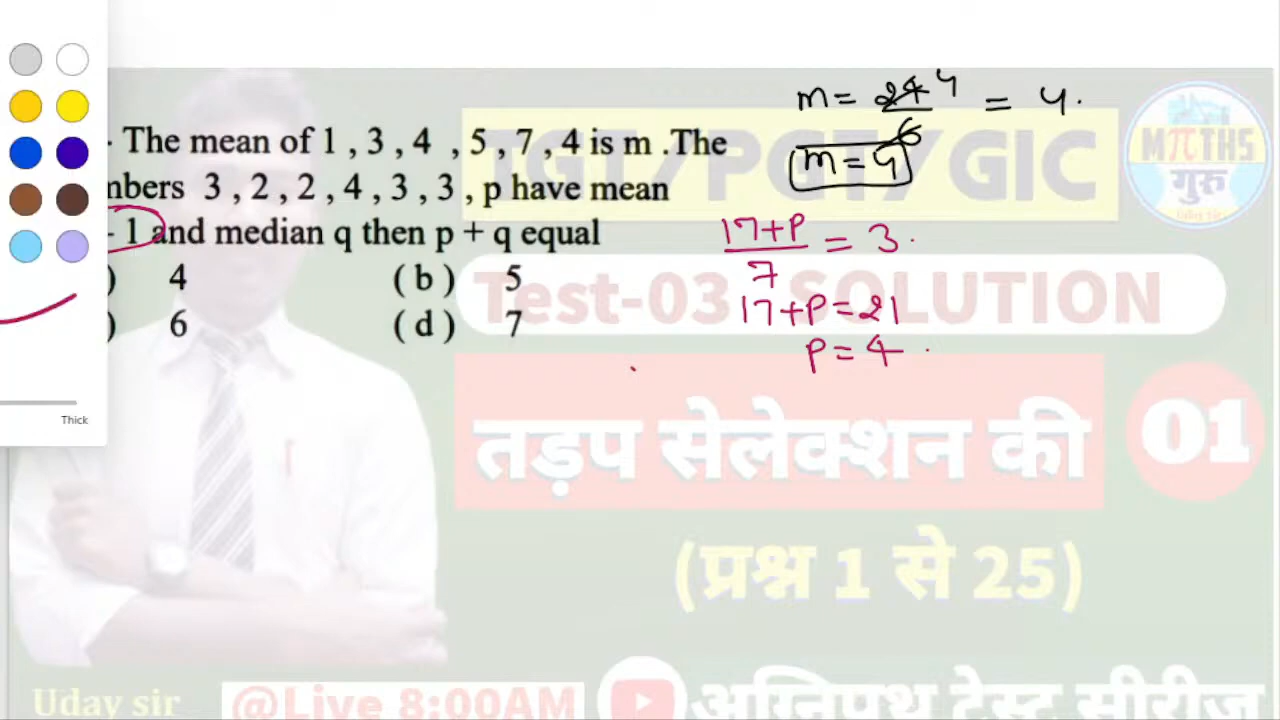 m = 24/6 4 = 4.
m = 4
The mean of 1 , 3 , 4 , 5 , 7 , 4 is m .The
nbers 3 , 2 , 2 , 4 , 3 , 3 , p have mean
- 1 and median q then p + q equal
) 4 ( b ) 5
) 6 ( d ) 7
17+P/7 = 3.
17+P=21
P=4.
TGT/PGT/GIC
MπTHS
गुरु
Uday Sir
Test-03 SOLUTION
तड़प सेलेक्शन की
01
(प्रश्न 1 से 25)
Thick
Uday sir
@Live 8:00AM
अग्निपथ टेस्ट सीरीज